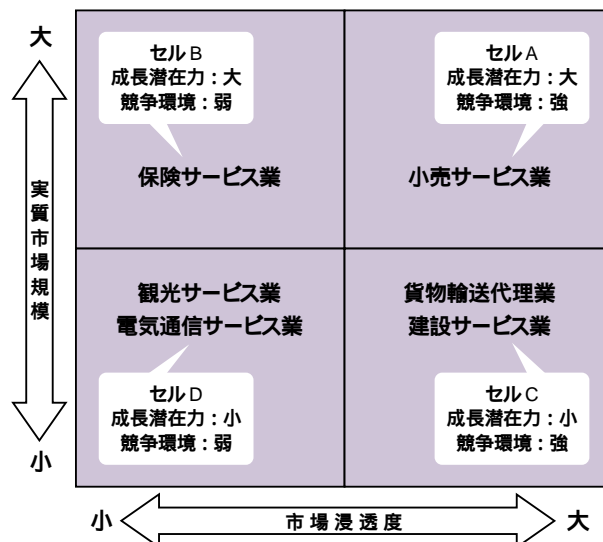 大
実質市場規模
小
セルB
成長潜在力：大
競争環境：弱
保険サービス業
セルA
成長潜在力：大
競争環境：強
小売サービス業
観光サービス業
電気通信サービス業
セルD
成長潜在力：小
競争環境：弱
貨物輸送代理業
建設サービス業
セルC
成長潜在力：小
競争環境：強
小
市場浸透度
大